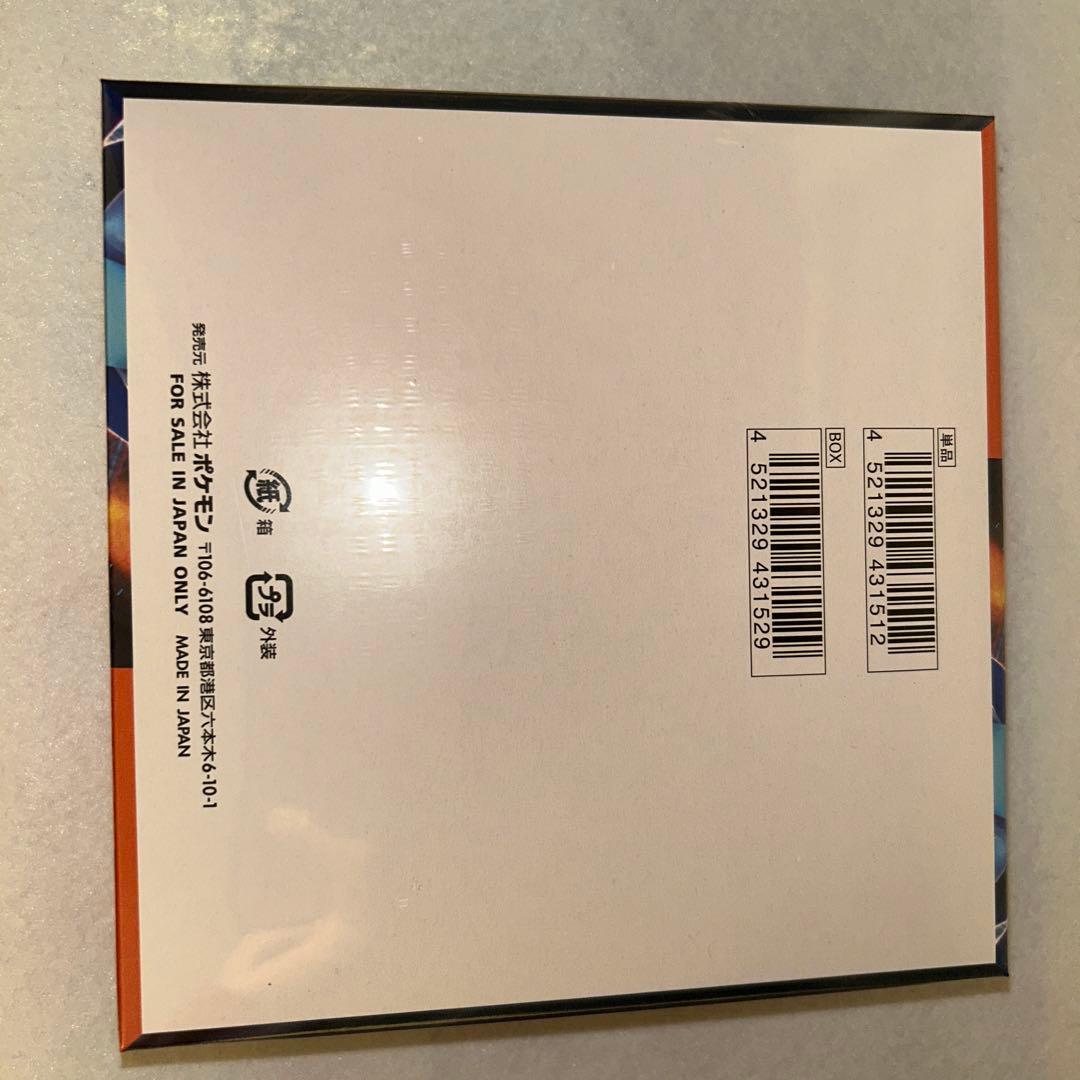 単品
4 521329 431512
BOX
4 521329 431529
紙 箱 プラ 外装
発売元 株式会社 ポケモン 〒106-6108 東京都港区六本木6-10-1
FOR SALE IN JAPAN ONLY MADE IN JAPAN